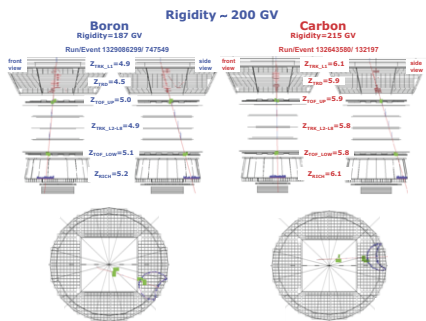 Rigidity ~ 200 GV
Boron
Rigidity=187 GV
Run/Event 1329086299/ 747549
front view
side view
Z_TRK_L1=4.9
Z_TRD=4.5
Z_TOF_UP=5.0
Z_TRK_L2-L8=4.9
Z_TOF_LOW=5.1
Z_RICH=5.2
Carbon
Rigidity=215 GV
Run/Event 132643580/ 132197
front view
side view
Z_TRK_L1=6.1
Z_TRD=5.9
Z_TOF_UP=5.9
Z_TRK_L2-L8=5.8
Z_TOF_LOW=5.8
Z_RICH=6.1